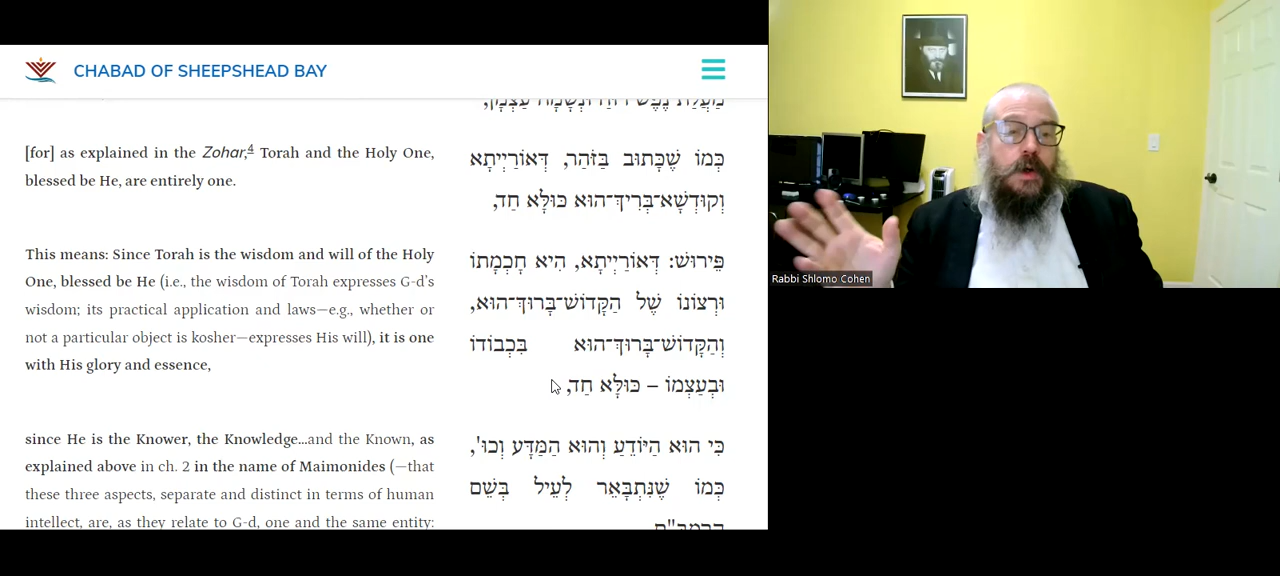 CHABAD OF SHEEPSHEAD BAY
[for] as explained in the Zohar,4 Torah and the Holy One,
blessed be He, are entirely one.
This means: Since Torah is the wisdom and will of the Holy
One, blessed be He (i.e., the wisdom of Torah expresses G-d's
wisdom; its practical application and laws—e.g., whether or
not a particular object is kosher—expresses His will), it is one
with His glory and essence,
since He is the Knower, the Knowledge...and the Known, as
explained above in ch. 2 in the name of Maimonides (—that
these three aspects, separate and distinct in terms of human
intellect, are, as they relate to G-d, one and the same entity:
כְּמוֹ שֶׁכָּתוּב בַּזֹּהַר, דְּאוֹרַיְיתָא
וְקוּדְשָׁא־בְּרִיךְ־הוּא כּוּלָּא חַד,
פֵּירוּשׁ: דְּאוֹרַיְיתָא, הִיא חָכְמָתוֹ
וּרְצוֹנוֹ שֶׁל הַקָּדוֹשׁ־בָּרוּךְ־הוּא,
וְהַקָּדוֹשׁ־בָּרוּךְ־הוּא בִּכְבוֹדוֹ
וּבְעַצְמוֹ – כּוּלָּא חַד,
כִּי הוּא הַיּוֹדֵעַ וְהוּא הַמַּדָּע וְכוּ',
כְּמוֹ שֶׁנִּתְבָּאֵר לְעֵיל בְּשֵׁם
Rabbi Shlomo Cohen